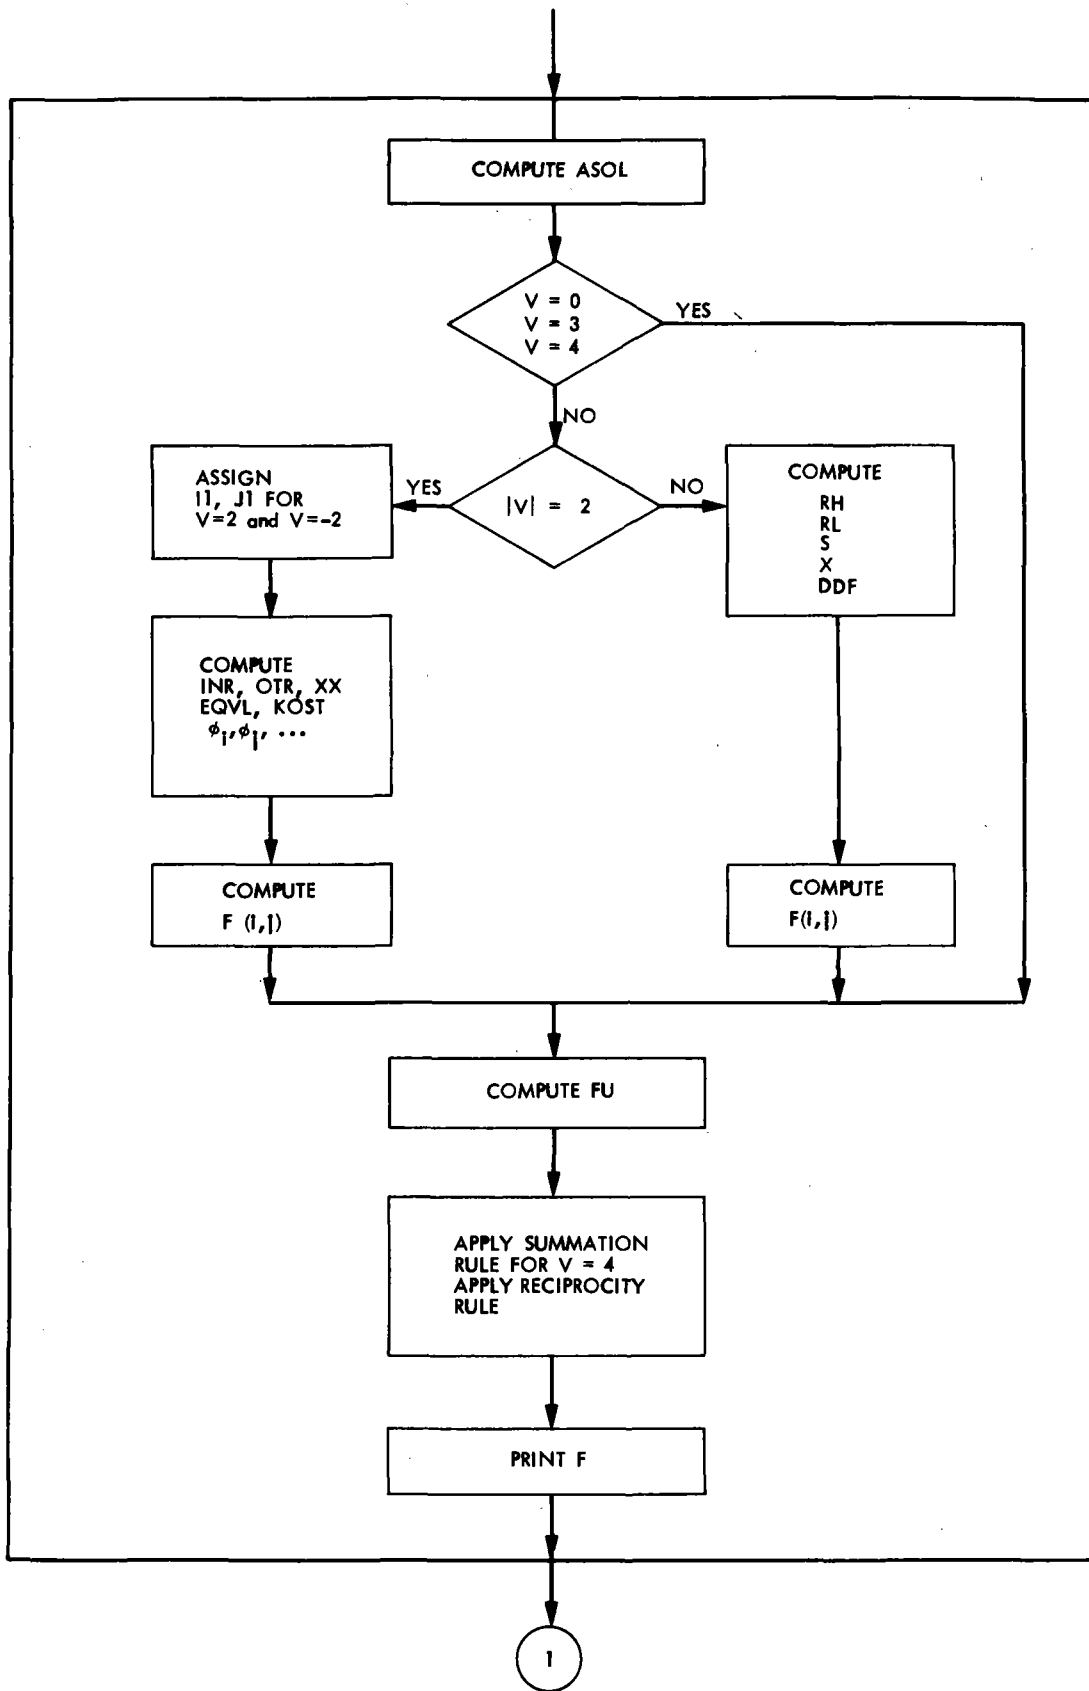 COMPUTE ASOL
V = 0
V = 3
V = 4
YES
NO
ASSIGN
I1, J1 FOR
V=2 and V=-2
YES
|V| = 2
NO
COMPUTE
RH
RL
S
X
DDF
COMPUTE
INR, OTR, XX
EQVL, KOST
ϕi, ϕj, ...
COMPUTE
F (i,j)
COMPUTE
F(i,j)
COMPUTE FU
APPLY SUMMATION
RULE FOR V = 4
APPLY RECIPROCITY
RULE
PRINT F
1